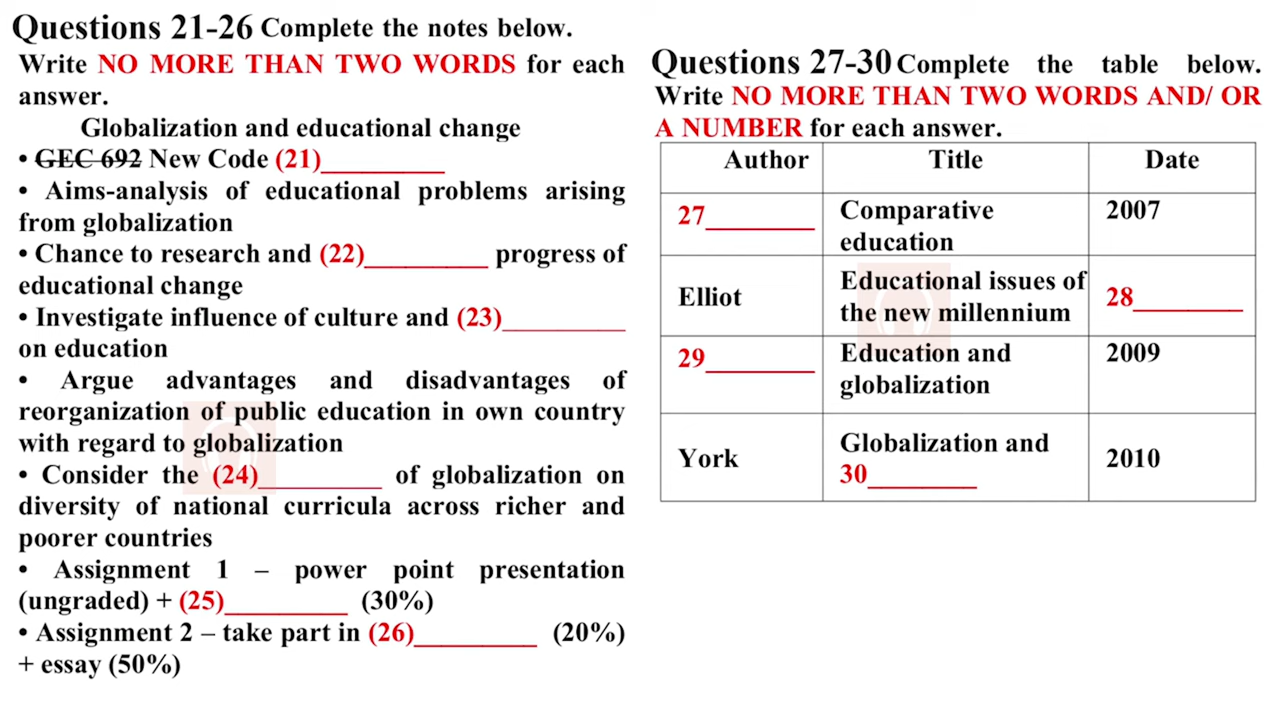 Questions 21-26 Complete the notes below.
Write NO MORE THAN TWO WORDS for each
answer.
Globalization and educational change
• GEC 692 New Code (21)_________
• Aims-analysis of educational problems arising
from globalization
• Chance to research and (22)_________ progress of
educational change
• Investigate influence of culture and (23)_________
on education
• Argue advantages and disadvantages of
reorganization of public education in own country
with regard to globalization
• Consider the (24)_________ of globalization on
diversity of national curricula across richer and
poorer countries
• Assignment 1 – power point presentation
(ungraded) + (25)_________ (30%)
• Assignment 2 – take part in (26)_________ (20%)
+ essay (50%)
Questions 27-30 Complete the table below.
Write NO MORE THAN TWO WORDS AND/ OR
A NUMBER for each answer.
Author Title Date
27________ Comparative 2007
education
Elliot Educational issues of 28________
the new millennium
29________ Education and 2009
globalization
York Globalization and 2010
30________